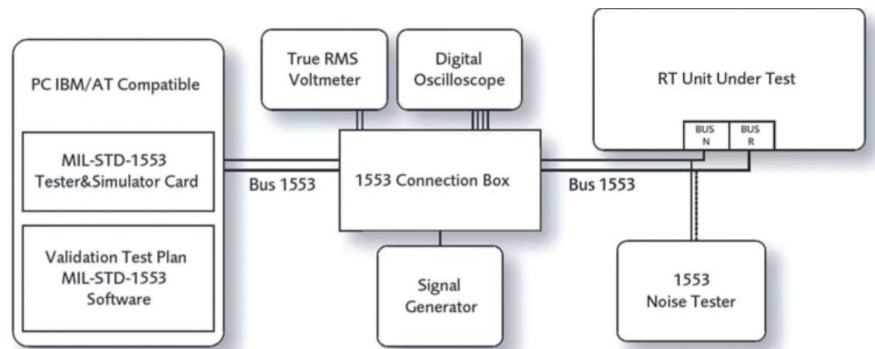 PC IBM/AT Compatible
MIL-STD-1553
Tester&Simulator Card
Validation Test Plan
MIL-STD-1553
Software
True RMS
Voltmeter
Digital
Oscilloscope
Bus 1553
1553 Connection Box
Bus 1553
Signal
Generator
RT Unit Under Test
BUS
N
BUS
R
1553
Noise Tester